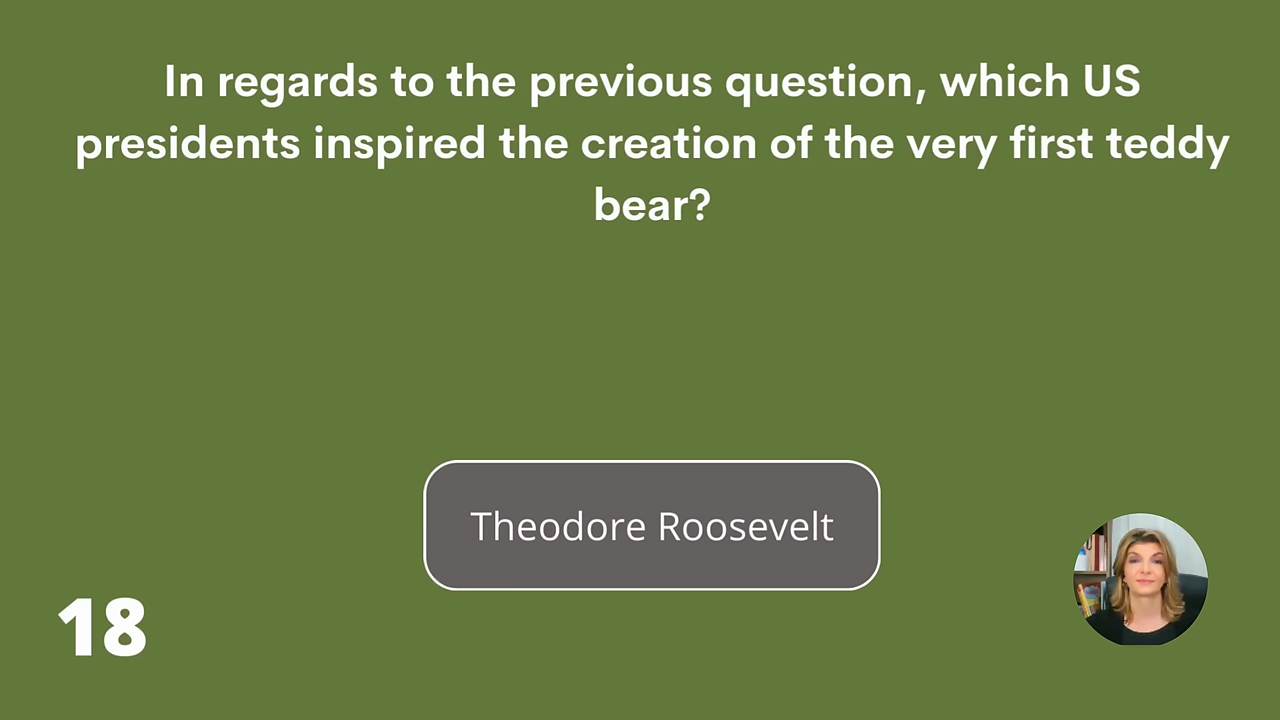 In regards to the previous question, which US
presidents inspired the creation of the very first teddy
bear?
Theodore Roosevelt
18